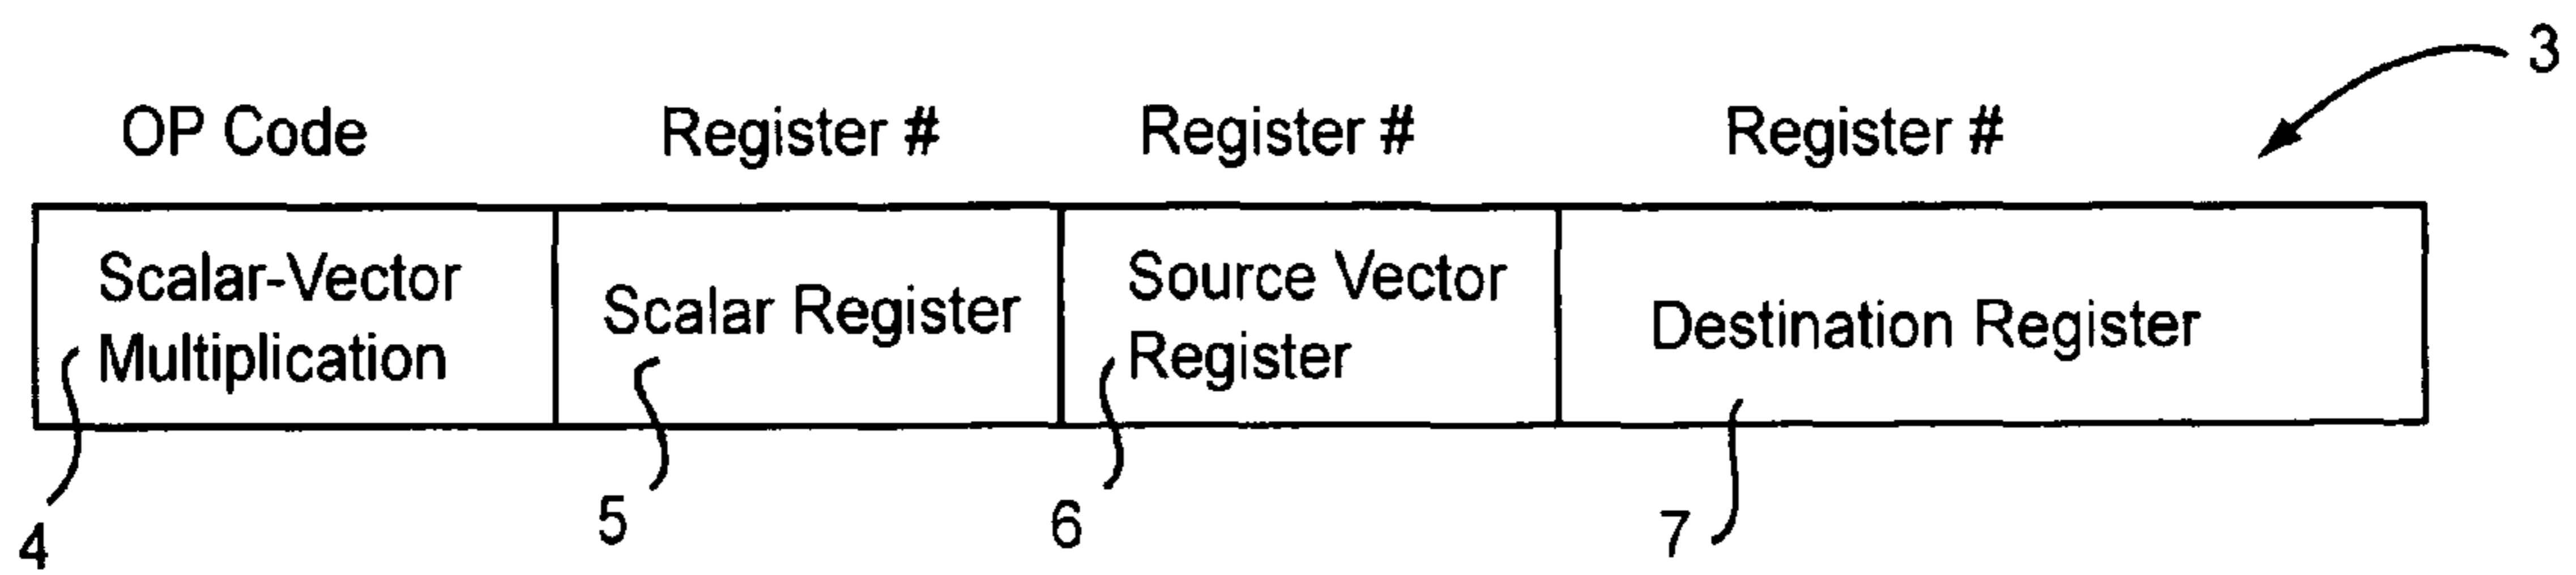 3
OP Code Register # Register # Register #
Scalar-Vector
Multiplication
Scalar Register
Source Vector
Register
Destination Register
4 5 6 7